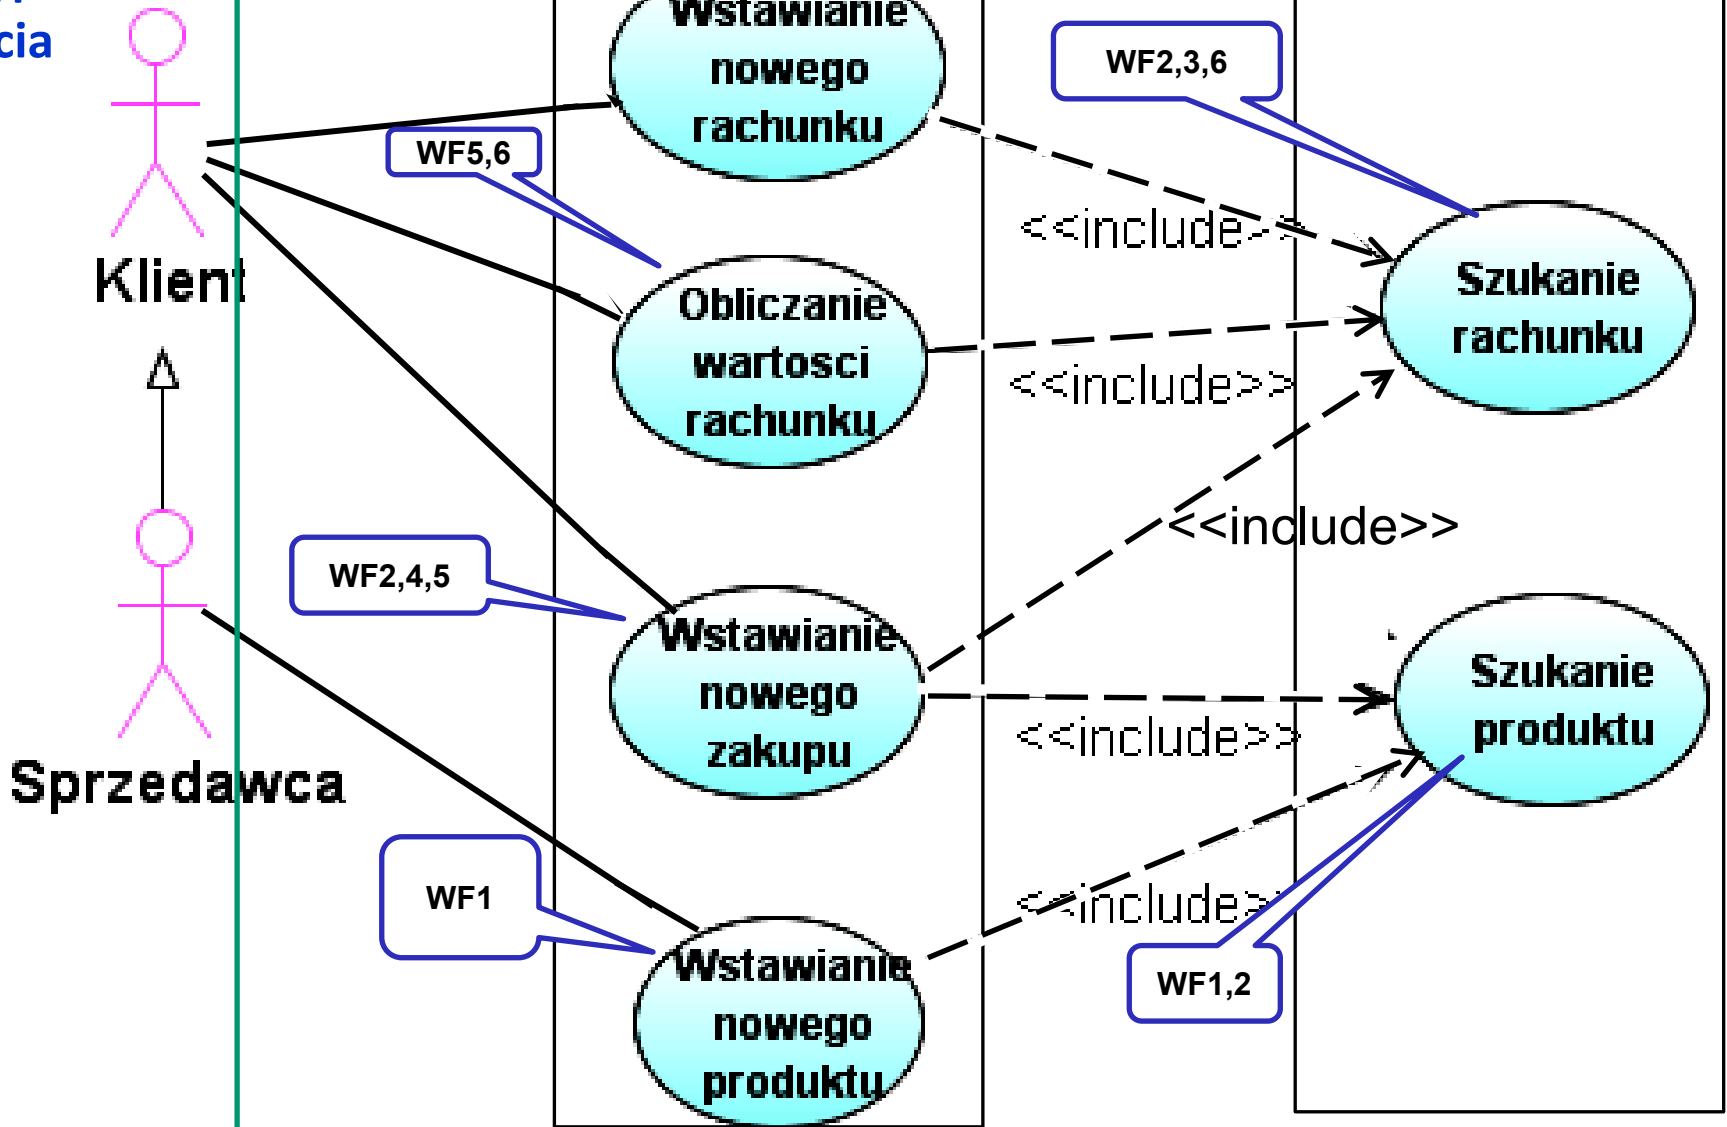 cia
Wstawianie
nowego
rachunku
WF2,3,6
WF5,6
<<include>>
Szukanie
rachunku
Klient
Obliczanie
wartosci
rachunku
<<include>>
<<include>>
WF2,4,5
Wstawianie
nowego
zakupu
Szukanie
produktu
<<include>>
Sprzedawca
WF1
<<include>
Wstawianie
nowego
produktu
WF1,2